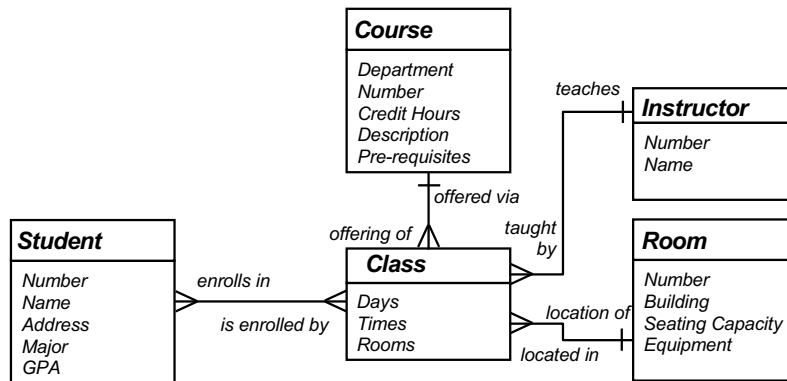 Course
Department
Number
Credit Hours
Description
Pre-requisites
teaches
Instructor
Number
Name
offered via
offering of
taught
by
Student
Number
Name
Address
Major
GPA
enrolls in
is enrolled by
Class
Days
Times
Rooms
location of
located in
Room
Number
Building
Seating Capacity
Equipment